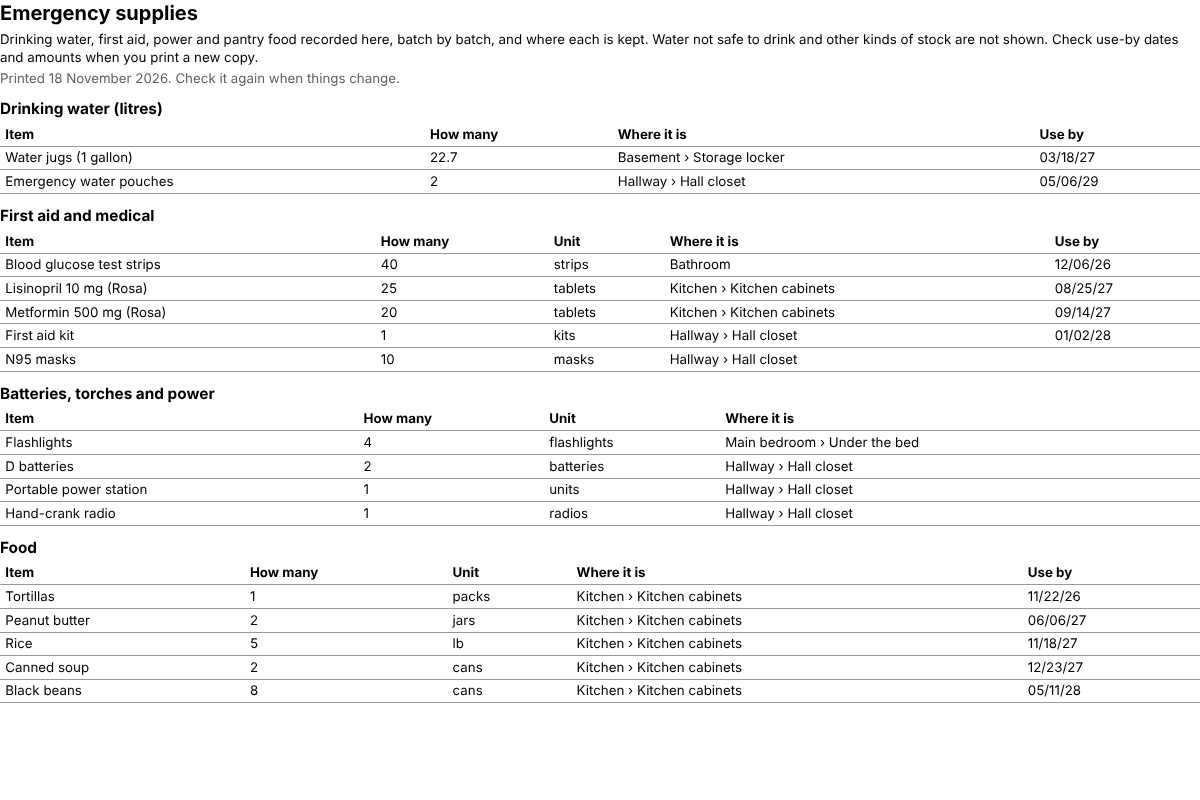 Emergency supplies
Drinking water, first aid, power and pantry food recorded here, batch by batch, and where each is kept. Water not safe to drink and other kinds of stock are not shown. Check use-by dates
and amounts when you print a new copy.
Printed 18 November 2026. Check it again when things change.
Drinking water (litres)
Item How many Where it is Use by
Water jugs (1 gallon) 22.7 Basement › Storage locker 03/18/27
Emergency water pouches 2 Hallway › Hall closet 05/06/29
First aid and medical
Item How many Unit Where it is Use by
Blood glucose test strips 40 strips Bathroom 12/06/26
Lisinopril 10 mg (Rosa) 25 tablets Kitchen › Kitchen cabinets 08/25/27
Metformin 500 mg (Rosa) 20 tablets Kitchen › Kitchen cabinets 09/14/27
First aid kit 1 kits Hallway › Hall closet 01/02/28
N95 masks 10 masks Hallway › Hall closet
Batteries, torches and power
Item How many Unit Where it is
Flashlights 4 flashlights Main bedroom › Under the bed
D batteries 2 batteries Hallway › Hall closet
Portable power station 1 units Hallway › Hall closet
Hand-crank radio 1 radios Hallway › Hall closet
Food
Item How many Unit Where it is Use by
Tortillas 1 packs Kitchen › Kitchen cabinets 11/22/26
Peanut butter 2 jars Kitchen › Kitchen cabinets 06/06/27
Rice 5 lb Kitchen › Kitchen cabinets 11/18/27
Canned soup 2 cans Kitchen › Kitchen cabinets 12/23/27
Black beans 8 cans Kitchen › Kitchen cabinets 05/11/28